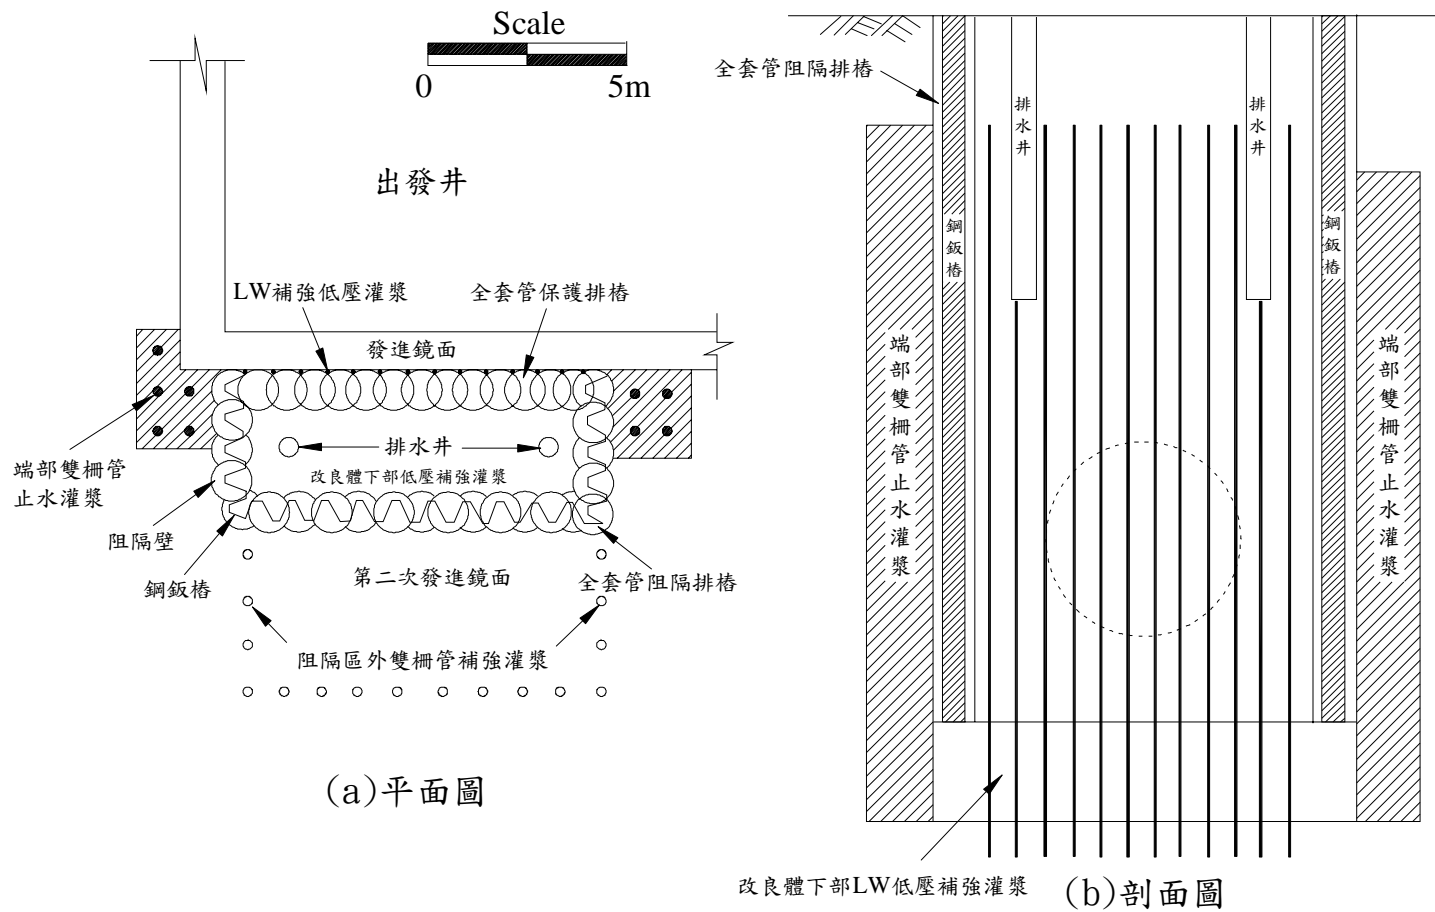 Scale
0 5m
出發井
LW補強低壓灌漿
全套管保護排樁
發進鏡面
排水井
改良體下部低壓補強灌漿
端部雙柵管
止水灌漿
阻隔壁
鋼鈑樁
第二次發進鏡面
全套管阻隔排樁
阻隔區外雙柵管補強灌漿
(a)平面圖
全套管阻隔排樁
排水井
排水井
鋼鈑樁
鋼鈑樁
端部雙柵管止水灌漿
端部雙柵管止水灌漿
改良體下部LW低壓補強灌漿
(b)剖面圖